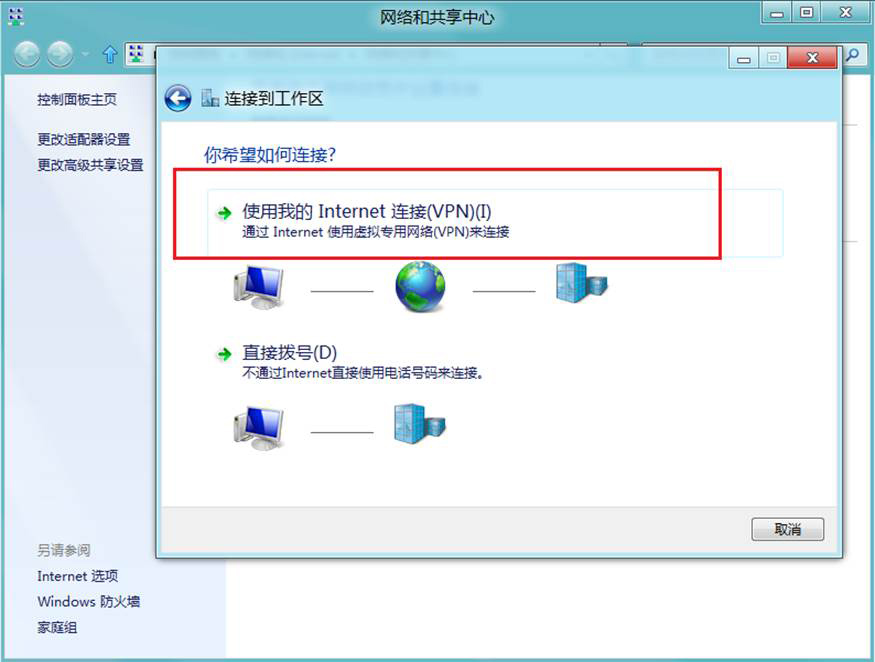 网络和共享中心
控制面板主页
更改适配器设置
更改高级共享设置
连接到工作区
你希望如何连接?
使用我的 Internet 连接(VPN)(I)
通过 Internet 使用虚拟专用网络(VPN)来连接
直接拨号(D)
不通过Internet直接使用电话号码来连接。
取消
另请参阅
Internet 选项
Windows 防火墙
家庭组